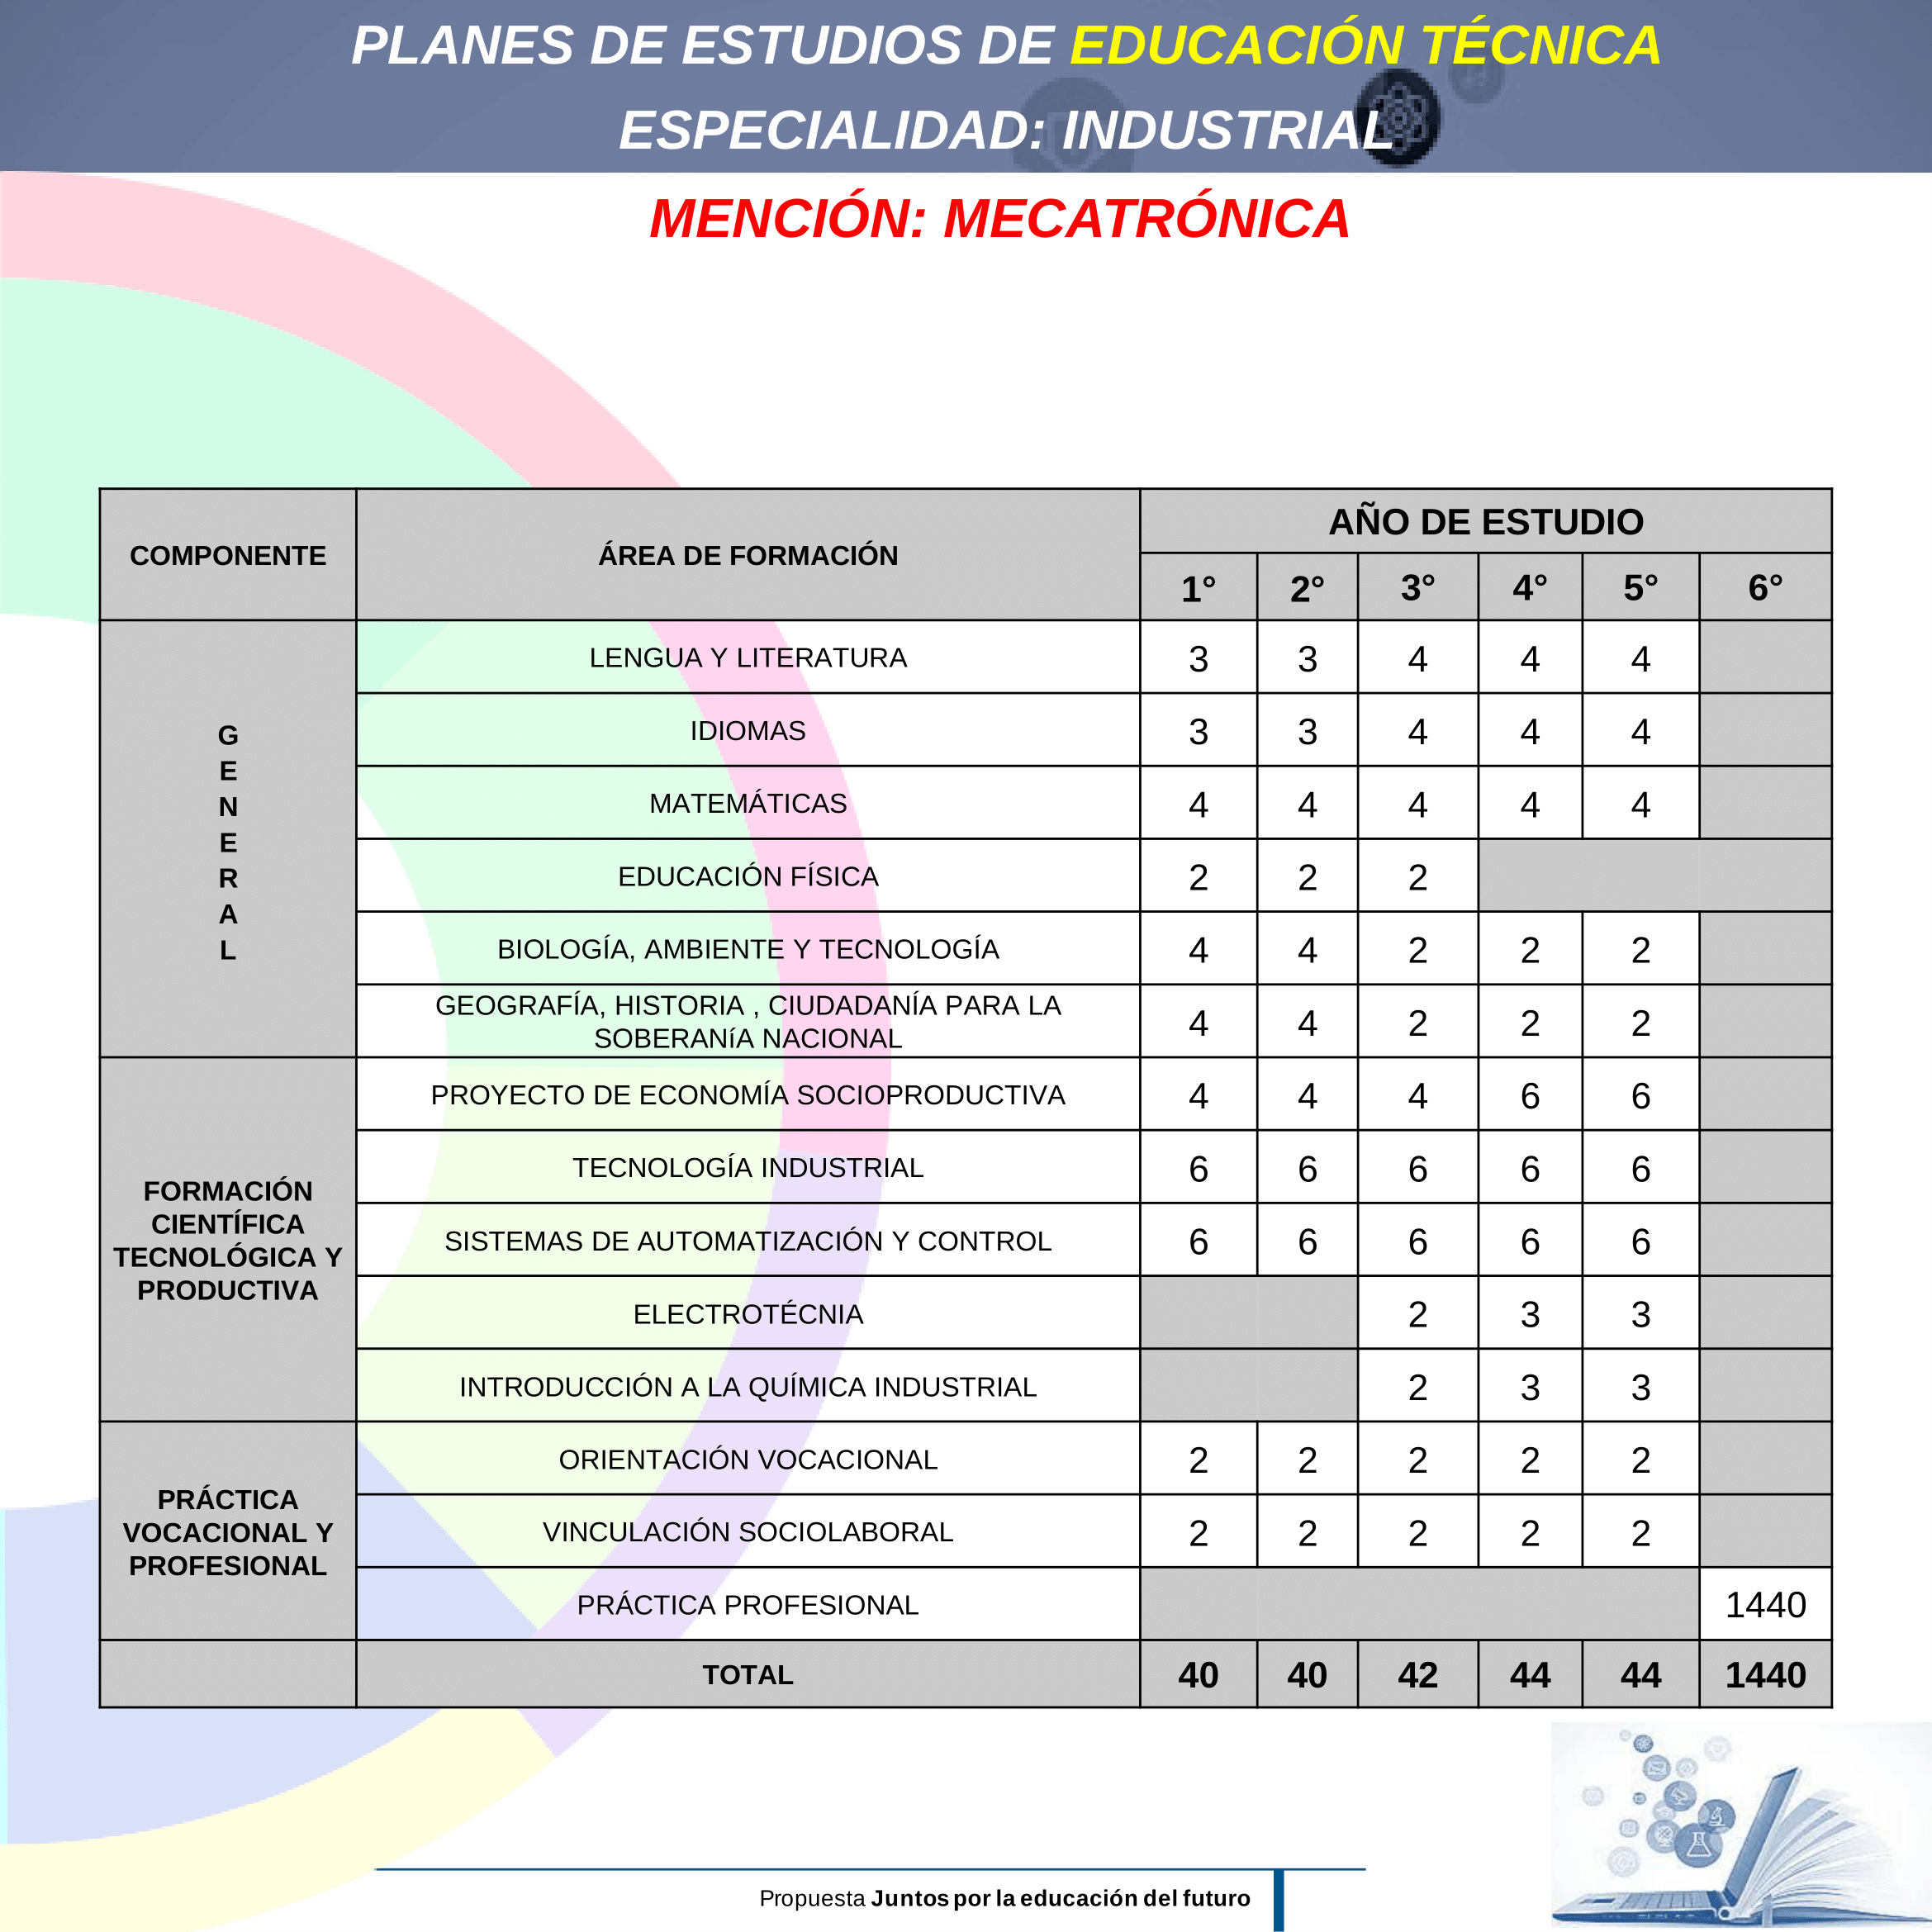 PLANES DE ESTUDIOS DE EDUCACIÓN TÉCNICA
ESPECIALIDAD: INDUSTRIAL
MENCIÓN: MECATRÓNICA
COMPONENTE ÁREA DE FORMACIÓN AÑO DE ESTUDIO
1° 2° 3° 4° 5° 6°
GENERAL
LENGUA Y LITERATURA 3 3 4 4 4
IDIOMAS 3 3 4 4 4
MATEMÁTICAS 4 4 4 4 4
EDUCACIÓN FÍSICA 2 2 2
BIOLOGÍA, AMBIENTE Y TECNOLOGÍA 4 4 2 2 2
GEOGRAFÍA, HISTORIA , CIUDADANÍA PARA LA
SOBERANíA NACIONAL 4 4 2 2 2
FORMACIÓN
CIENTÍFICA
TECNOLÓGICA Y
PRODUCTIVA
PROYECTO DE ECONOMÍA SOCIOPRODUCTIVA 4 4 4 6 6
TECNOLOGÍA INDUSTRIAL 6 6 6 6 6
SISTEMAS DE AUTOMATIZACIÓN Y CONTROL 6 6 6 6 6
ELECTROTÉCNIA 2 3 3
INTRODUCCIÓN A LA QUÍMICA INDUSTRIAL 2 3 3
PRÁCTICA
VOCACIONAL Y
PROFESIONAL
ORIENTACIÓN VOCACIONAL 2 2 2 2 2
VINCULACIÓN SOCIOLABORAL 2 2 2 2 2
PRÁCTICA PROFESIONAL 1440
TOTAL 40 40 42 44 44 1440
Propuesta Juntos por la educación del futuro